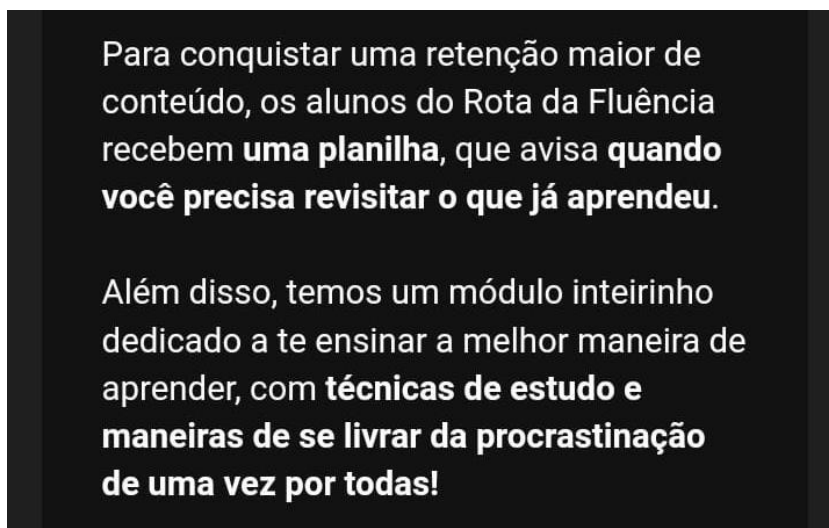 Para conquistar uma retenção maior de
conteúdo, os alunos do Rota da Fluência
recebem uma planilha, que avisa quando
você precisa revisitar o que já aprendeu.
Além disso, temos um módulo inteirinho
dedicado a te ensinar a melhor maneira de
aprender, com técnicas de estudo e
maneiras de se livrar da procrastinação
de uma vez por todas!